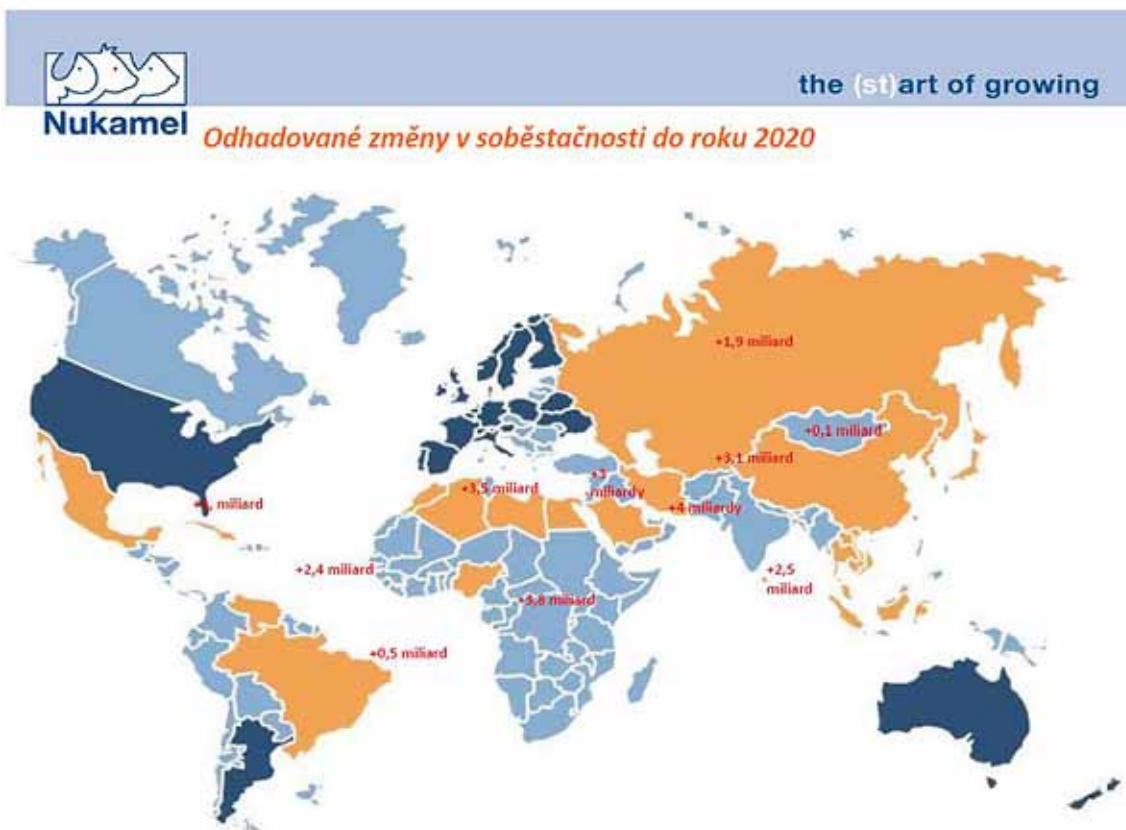 the (st)art of growing
Nukamel
Odhadované změny v soběstačnosti do roku 2020
+1,9 miliard
+0,1 miliard
+3,1 miliard
+3
miliardy
+3,5 miliard
+4 miliardy
miliard
+2,4 miliard
+2,5
miliard
+3,8 miliard
+0,5 miliard